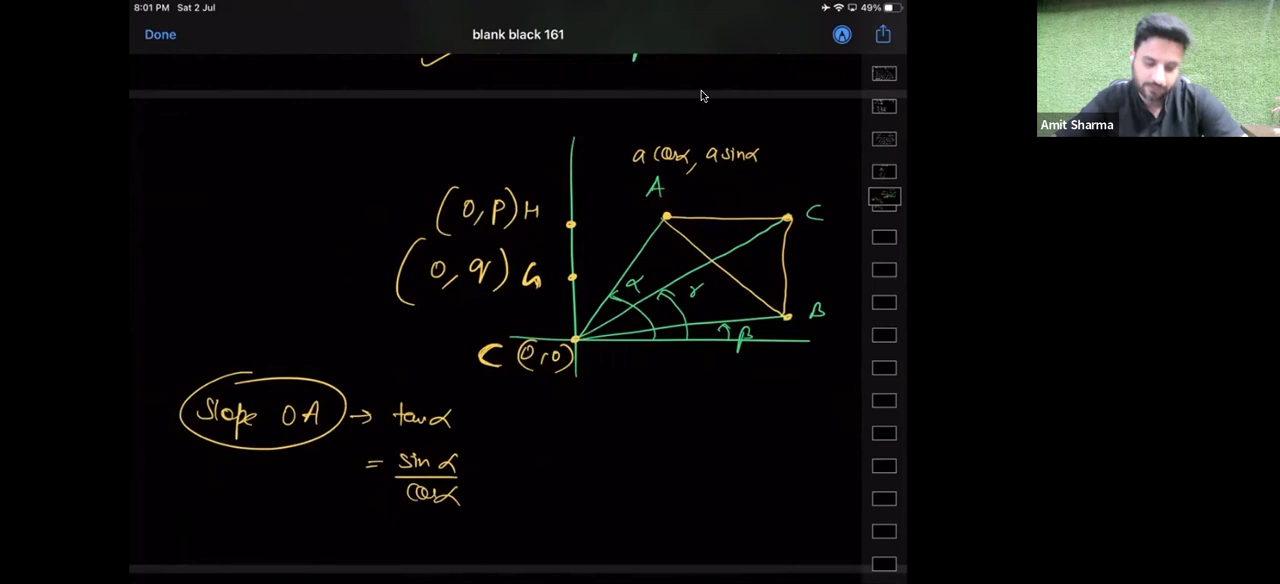 8:01 PM Sat 2 Jul
49%
Done
blank black 161
Amit Sharma
a cosα, a sinα
A
(0, p) H
C
(0, q) G
α
γ
B
β
C (0,0)
Slope OA → tanα
= sinα
cosα